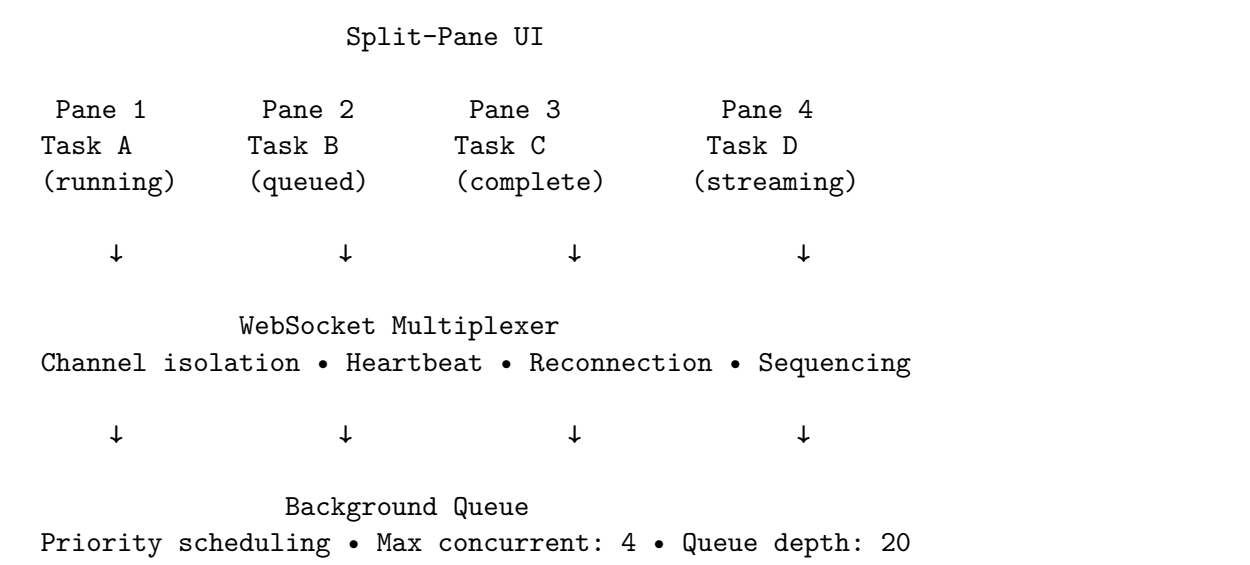 Split-Pane UI
Pane 1 Pane 2 Pane 3 Pane 4
Task A Task B Task C Task D
(running) (queued) (complete) (streaming)
↓ ↓ ↓ ↓
WebSocket Multiplexer
Channel isolation • Heartbeat • Reconnection • Sequencing
↓ ↓ ↓ ↓
Background Queue
Priority scheduling • Max concurrent: 4 • Queue depth: 20